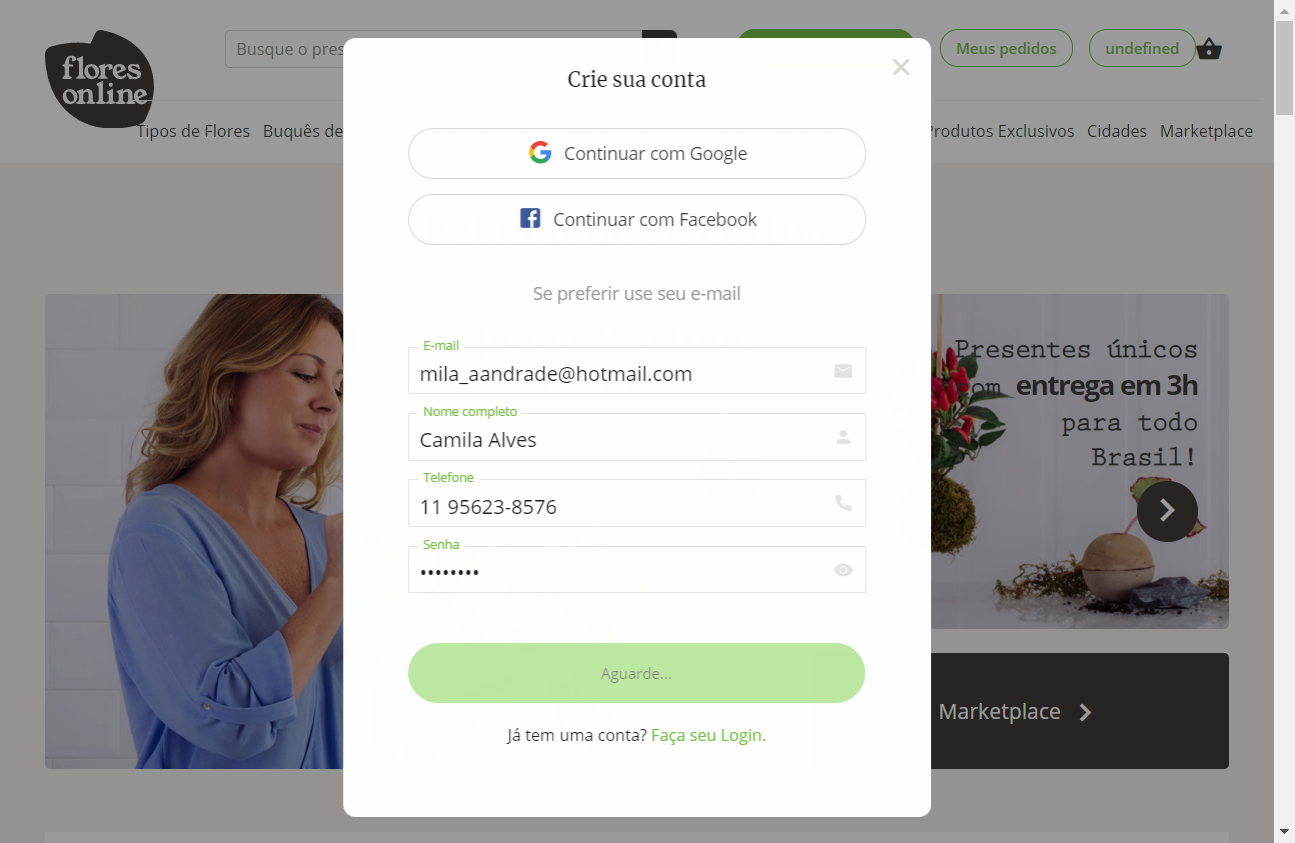 flores
online
Busque o pres
Meus pedidos
undefined
Tipos de Flores
Buquês de
Produtos Exclusivos
Cidades
Marketplace
Crie sua conta
Continuar com Google
Continuar com Facebook
Se preferir use seu e-mail
E-mail
mila_aandrade@hotmail.com
Nome completo
Camila Alves
Telefone
11 95623-8576
Senha
••••••••
Aguarde...
Já tem uma conta? Faça seu Login.
Presentes únicos
com entrega em 3h
para todo
Brasil!
Marketplace